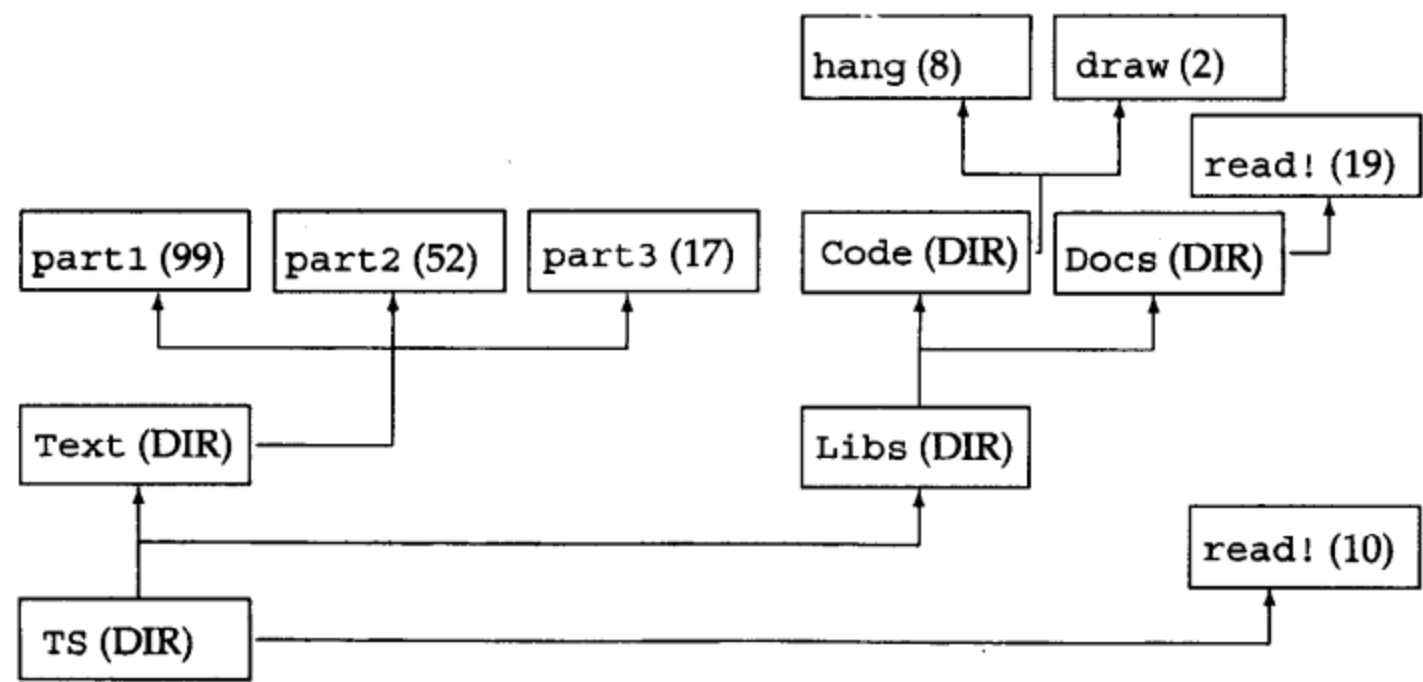 hang (8)
draw (2)
read! (19)
part1 (99)
part2 (52)
part3 (17)
Code (DIR)
Docs (DIR)
Text (DIR)
Libs (DIR)
read! (10)
TS (DIR)